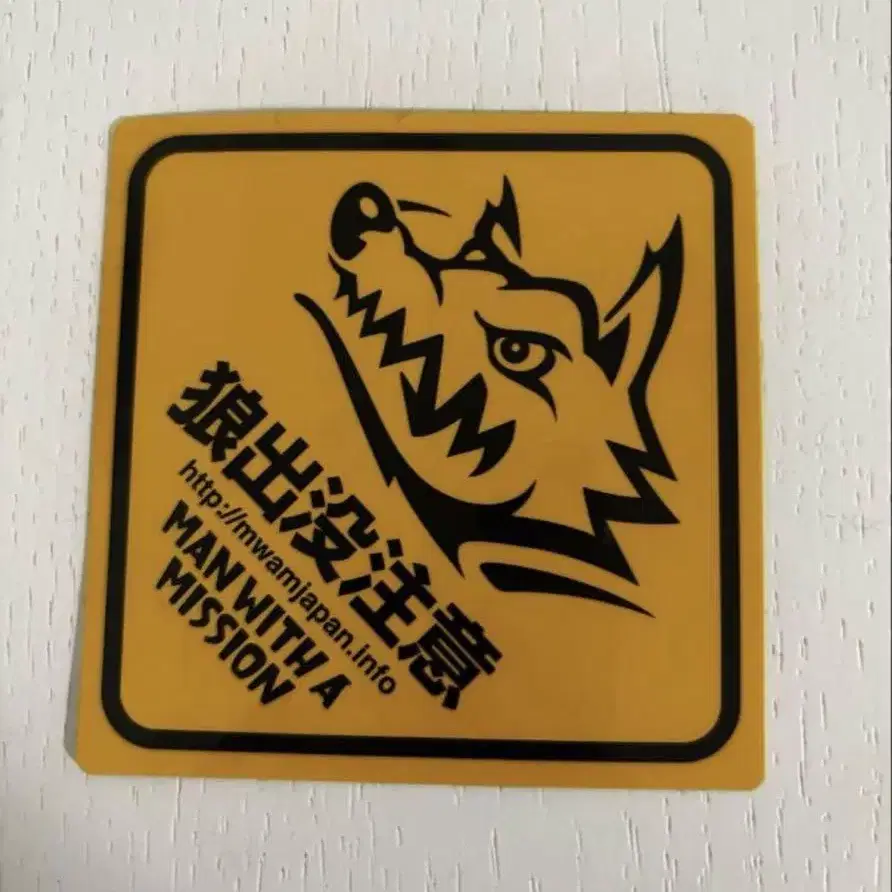 狼出没注意
http://mwamjapan.info
MAN WITH A
MISSION